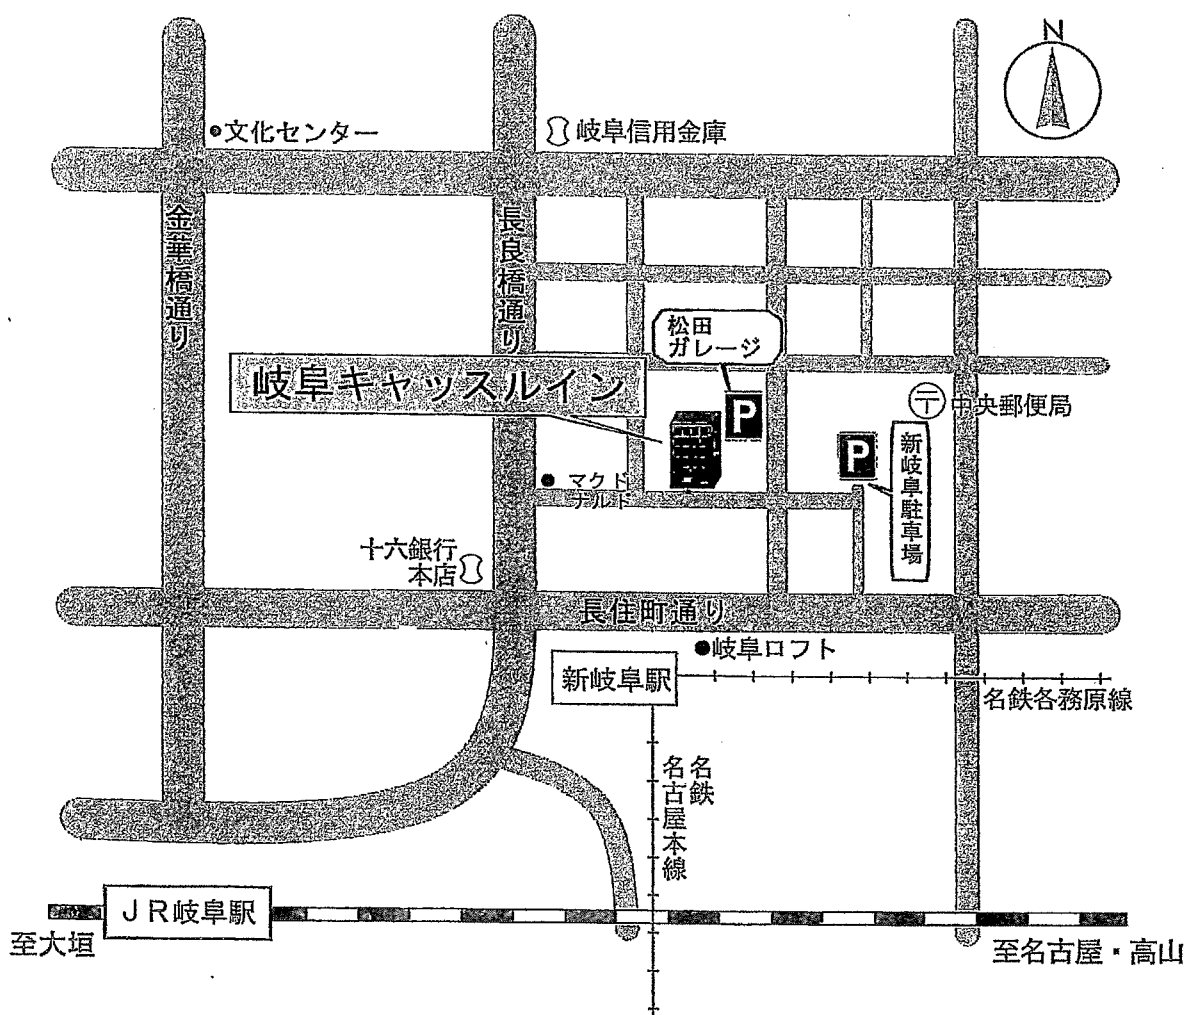 N
文化センター
岐阜信用金庫
金華橋通り
長良橋通り
松田
ガレージ
岐阜キャッスルイン
P
中央郵便局
P
新岐阜駐車場
マクド
ナルド
十六銀行
本店
長住町通り
岐阜ロフト
新岐阜駅
名鉄各務原線
名鉄
名古屋本線
JR岐阜駅
至大垣
至名古屋・高山